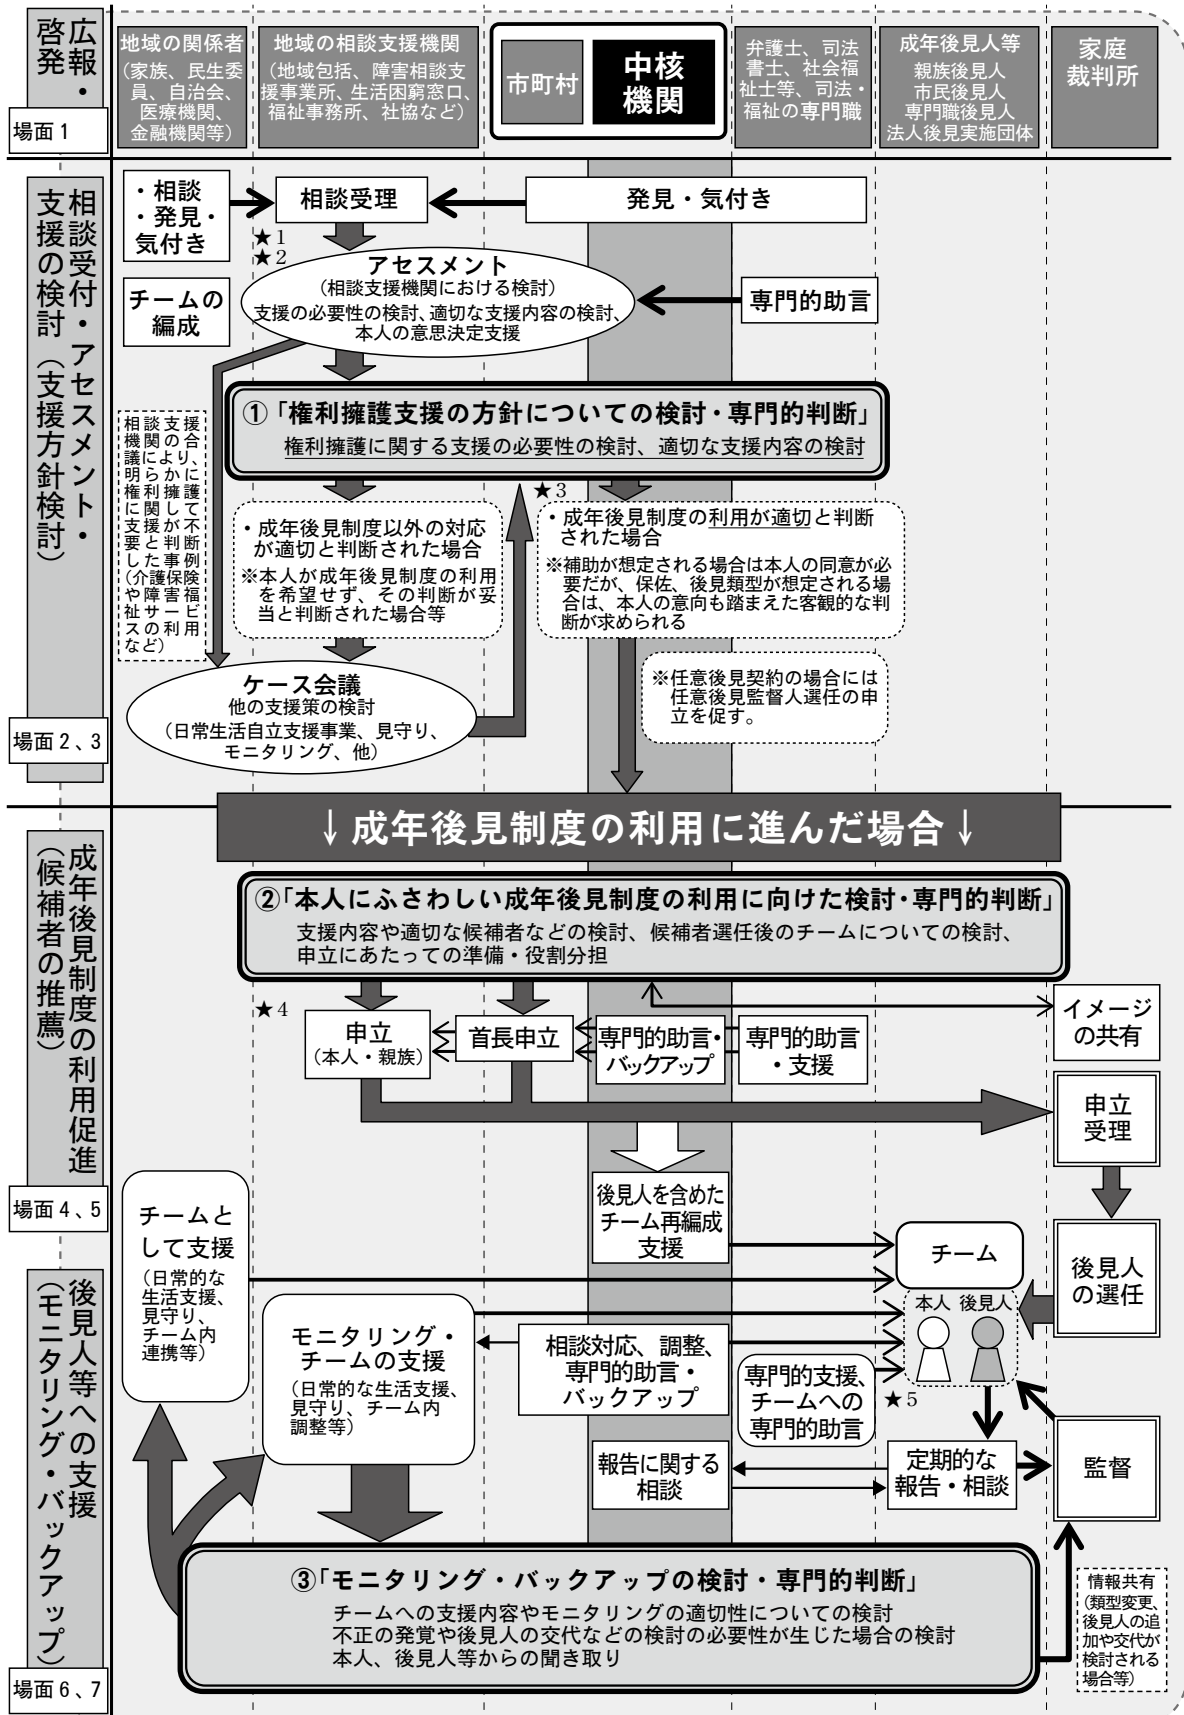 広報・
啓発
場面1
地域の関係者
(家族、民生委
員、自治会、
医療機関、
金融機関等)
地域の相談支援機関
(地域包括、障害相談支
援事業所、生活困窮窓口、
福祉事務所、社協など)
市町村
中核
機関
弁護士、司法
書士、社会福
祉士等、司法・
福祉の専門職
成年後見人等
親族後見人
市民後見人
専門職後見人
法人後見実施団体
家庭
裁判所
相談受付・アセスメント・
支援の検討(支援方針検討)
場面2、3
・相談
・発見・
気付き
相談受理
発見・気付き
★1
★2
チームの
編成
アセスメント
(相談支援機関における検討)
支援の必要性の検討、適切な支援内容の検討、
本人の意思決定支援
専門的助言
①「権利擁護支援の方針についての検討・専門的判断」
権利擁護に関する支援の必要性の検討、適切な支援内容の検討
相談支援
機関の合
議により、
明らかに
権利擁護
に関して
支援が不
要と判断
した事例
(介護保険
や障害福
祉サービ
スの利用
など)
★3
・成年後見制度以外の対応
が適切と判断された場合
※本人が成年後見制度の利用
を希望せず、その判断が妥
当と判断された場合等
・成年後見制度の利用が適切と判断
された場合
※補助が想定される場合は本人の同意が必
要だが、保佐、後見類型が想定される場
合は、本人の意向も踏まえた客観的な判
断が求められる
ケース会議
他の支援策の検討
(日常生活自立支援事業、見守り、
モニタリング、他)
※任意後見契約の場合には
任意後見監督人選任の申
立を促す。
↓成年後見制度の利用に進んだ場合↓
成年後見制度の利用促進
(候補者の推薦)
場面4、5
②「本人にふさわしい成年後見制度の利用に向けた検討・専門的判断」
支援内容や適切な候補者などの検討、候補者選任後のチームについての検討、
申立にあたっての準備・役割分担
★4
申立
(本人・親族)
首長申立
専門的助言・
バックアップ
専門的助言
・支援
イメージ
の共有
申立
受理
後見人を含めた
チーム再編成
支援
チームと
して支援
(日常的な
生活支援、
見守り、
チーム内
連携等)
チーム
本人 後見人
後見人
の選任
後見人等への支援
(モニタリング・バックアップ)
場面6、7
モニタリング・
チームの支援
(日常的な生活支援、
見守り、チーム内
調整等)
相談対応、調整、
専門的助言・
バックアップ
専門的支援、
チームへの
専門的助言
★5
報告に関する
相談
定期的な
報告・相談
監督
③「モニタリング・バックアップの検討・専門的判断」
チームへの支援内容やモニタリングの適切性についての検討
不正の発覚や後見人の交代などの検討の必要性が生じた場合の検討
本人、後見人等からの聞き取り
情報共有
(類型変更、
後見人の追
加や交代が
検討される
場合等)